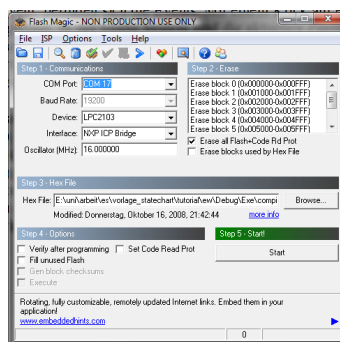 Flash Magic - NON PRODUCTION USE ONLY
File ISP Options Tools Help
Step 1 - Communications
COM Port: COM 17
Baud Rate: 19200
Device: LPC2103
Interface: NXP ICP Bridge
Oscillator (MHz): 16.000000
Step 2 - Erase
Erase block 0 (0x000000-0x000FFF)
Erase block 1 (0x001000-0x001FFF)
Erase block 2 (0x002000-0x002FFF)
Erase block 3 (0x003000-0x003FFF)
Erase block 4 (0x004000-0x004FFF)
Erase block 5 (0x005000-0x005FFF)
Erase all Flash+Code Rd Prot
Erase blocks used by Hex File
Step 3 - Hex File
Hex File: E:\uni\arbeit\es\vorlage_statechart\tutorial\ew\Debug\Exe\compi Browse...
Modified: Donnerstag, Oktober 16, 2008, 21:42:44 more info
Step 4 - Options
Verify after programming Set Code Read Prot
Fill unused Flash
Gen block checksums
Execute
Step 5 - Start!
Start
Rotating, fully customizable, remotely updated Internet links. Embed them in your
application!
www.embeddedhints.com
0